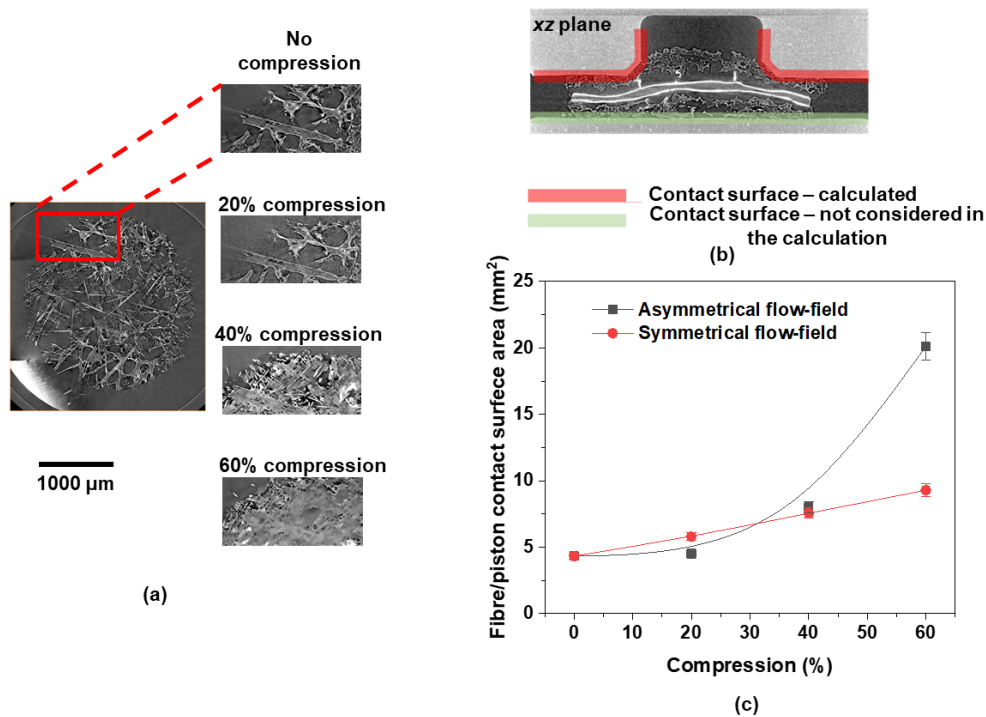 No
compression
20% compression
40% compression
60% compression
1000 µm
(a)
xz plane
Contact surface – calculated
Contact surface – not considered in
the calculation
(b)
25
20
15
10
5
0
Fibre/piston contact surfece area (mm²)
Asymmetrical flow-field
Symmetrical flow-field
0 10 20 30 40 50 60
Compression (%)
(c)